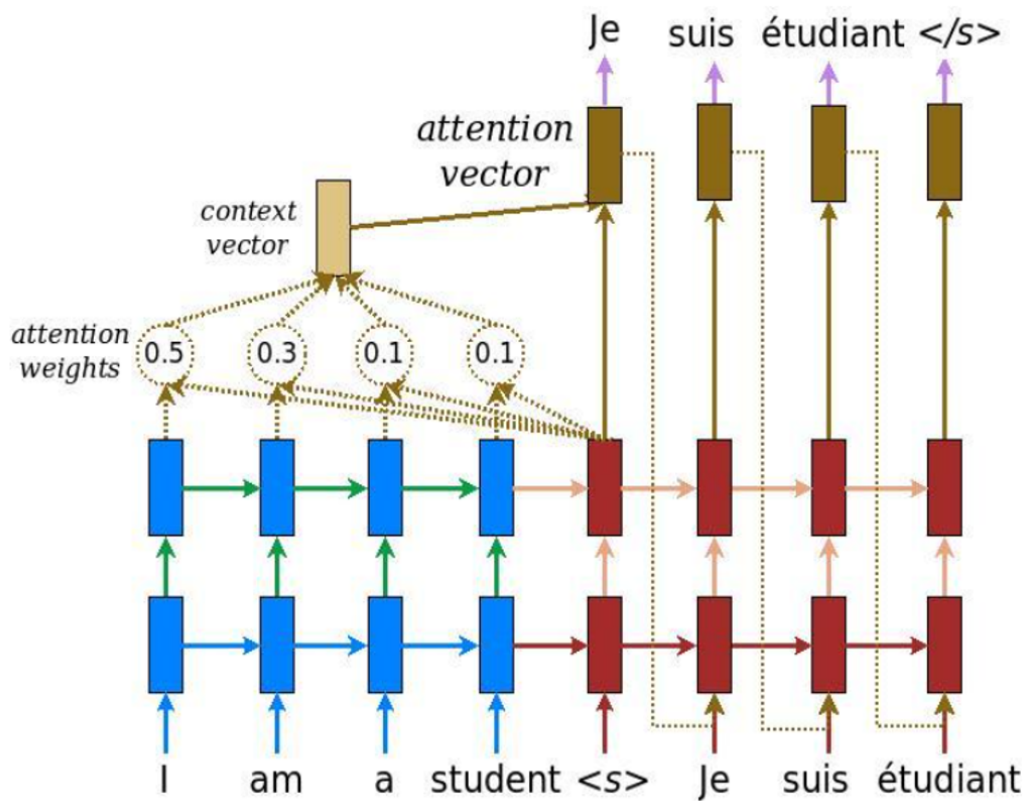 Je suis étudiant </s>
attention
vector
context
vector
attention
weights
0.5 0.3 0.1 0.1
I am a student <s> Je suis étudiant